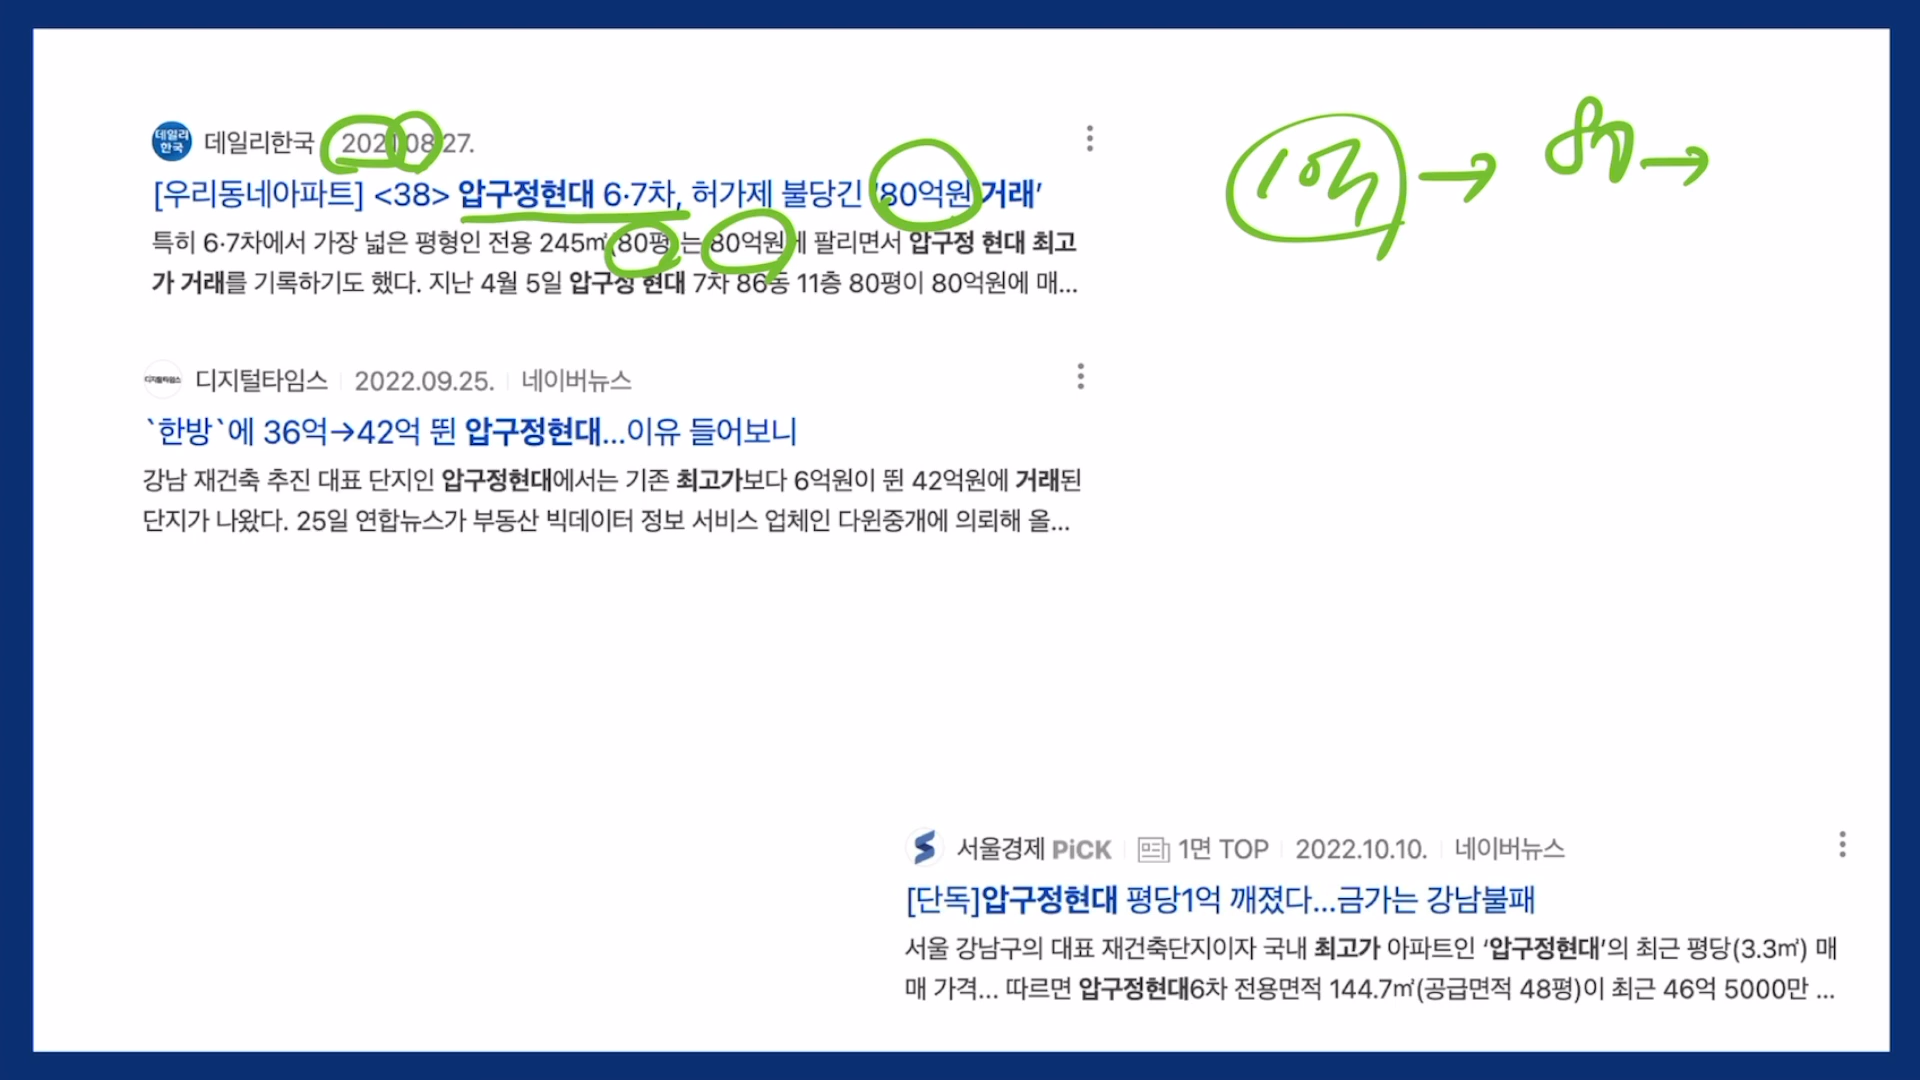 데일리한국 2021.08.27.
[우리동네아파트] <38> 압구정현대 6·7차, 허가제 불당긴 '80억원 거래'
특히 6·7차에서 가장 넓은 평형인 전용 245㎡(80평)는 80억원에 팔리면서 압구정 현대 최고
가 거래를 기록하기도 했다. 지난 4월 5일 압구정 현대 7차 86동 11층 80평이 80억원에 매...
1억 → 80 →
디지털타임스 2022.09.25. 네이버뉴스
`한방`에 36억→42억 뛴 압구정현대...이유 들어보니
강남 재건축 추진 대표 단지인 압구정현대에서는 기존 최고가보다 6억원이 뛴 42억원에 거래된
단지가 나왔다. 25일 연합뉴스가 부동산 빅데이터 정보 서비스 업체인 다윈중개에 의뢰해 올...
서울경제 PiCK 1면 TOP 2022.10.10. 네이버뉴스
[단독]압구정현대 평당1억 깨졌다...금가는 강남불패
서울 강남구의 대표 재건축단지이자 국내 최고가 아파트인 '압구정현대'의 최근 평당(3.3㎡) 매
매 가격... 따르면 압구정현대6차 전용면적 144.7㎡(공급면적 48평)이 최근 46억 5000만 ...